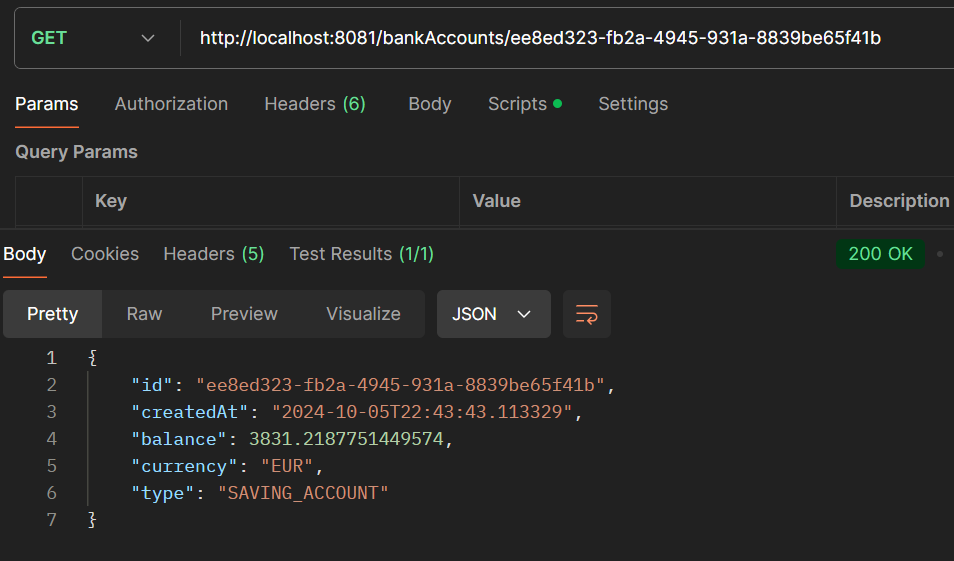 GET http://localhost:8081/bankAccounts/ee8ed323-fb2a-4945-931a-8839be65f41b
Params Authorization Headers (6) Body Scripts Settings
Query Params
Key Value Description
Body Cookies Headers (5) Test Results (1/1) 200 OK
Pretty Raw Preview Visualize JSON
1 {
2 "id": "ee8ed323-fb2a-4945-931a-8839be65f41b",
3 "createdAt": "2024-10-05T22:43:43.113329",
4 "balance": 3831.2187751449574,
5 "currency": "EUR",
6 "type": "SAVING_ACCOUNT"
7 }